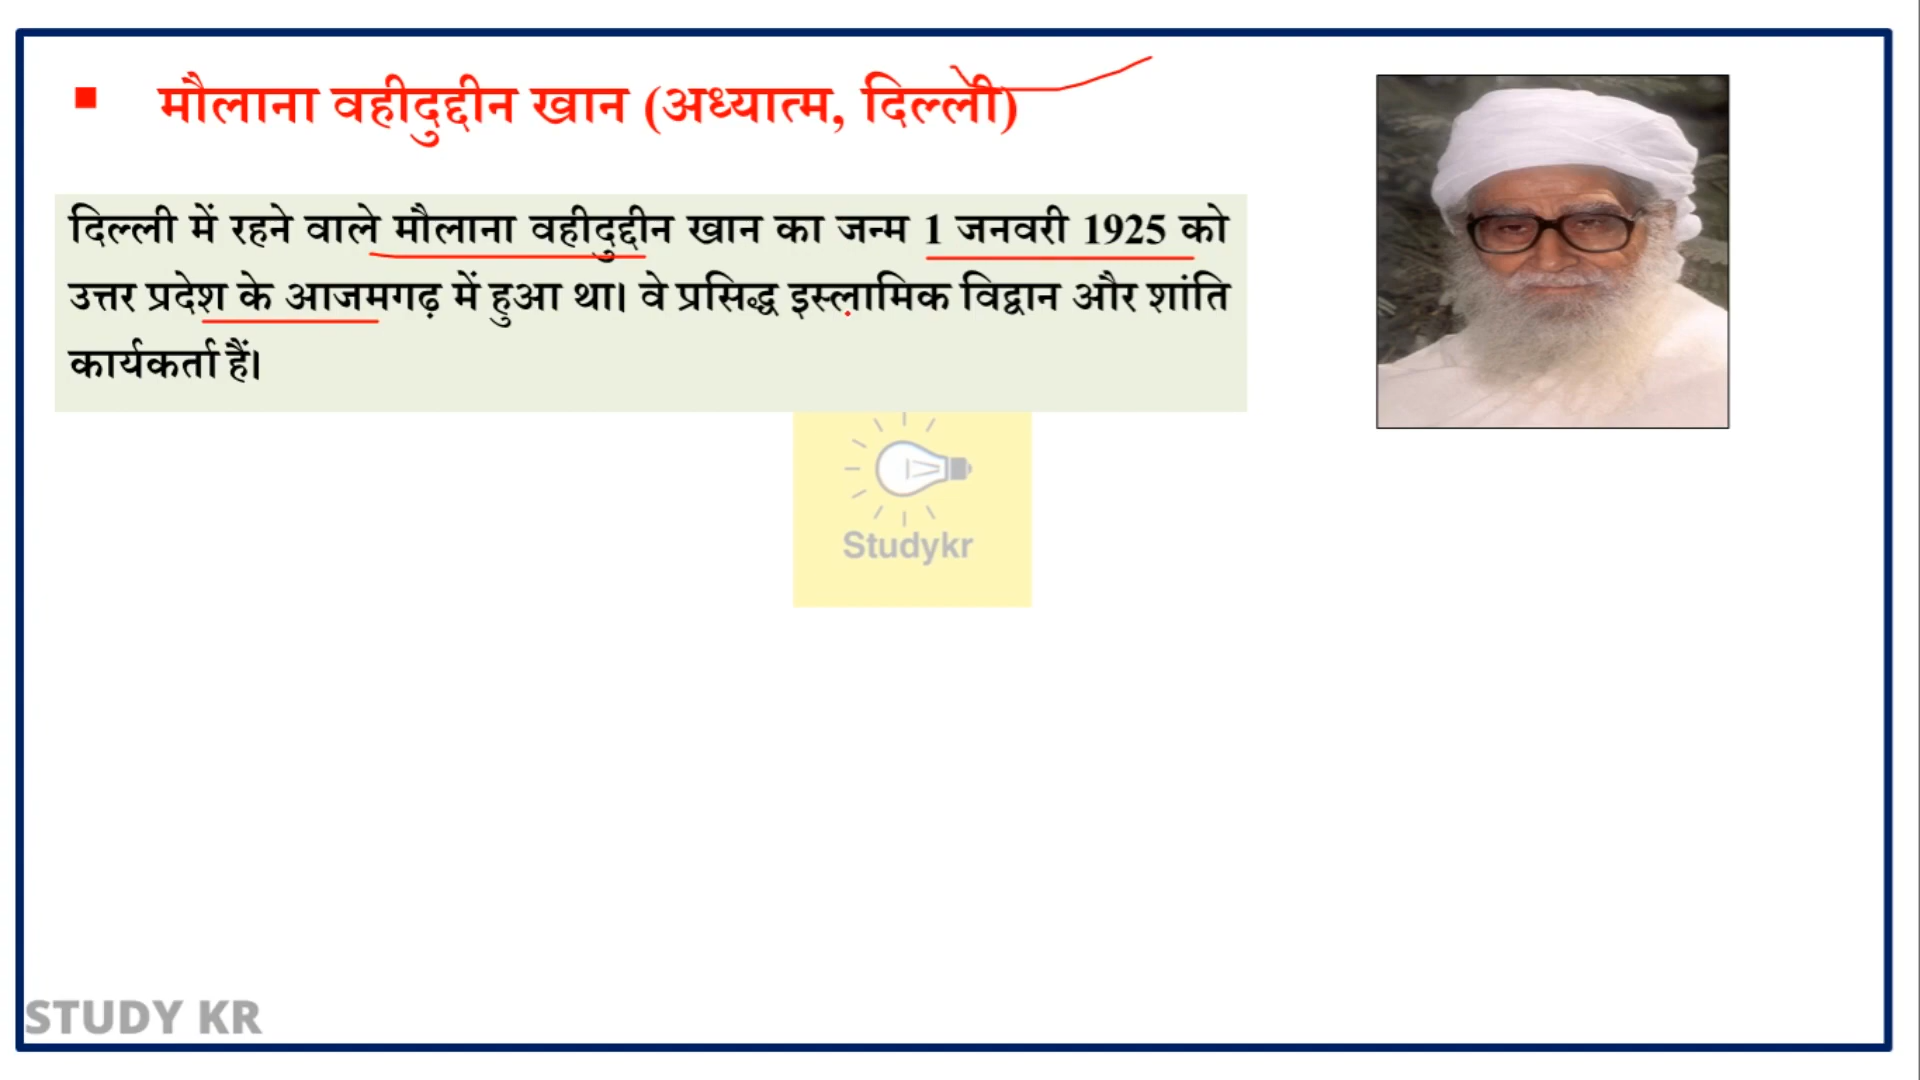 ▪ मौलाना वहीदुद्दीन खान (अध्यात्म, दिल्ली)
दिल्ली में रहने वाले मौलाना वहीदुद्दीन खान का जन्म 1 जनवरी 1925 को
उत्तर प्रदेश के आजमगढ़ में हुआ था। वे प्रसिद्ध इस्लामिक विद्वान और शांति
कार्यकर्ता हैं।
Studykr
STUDY KR